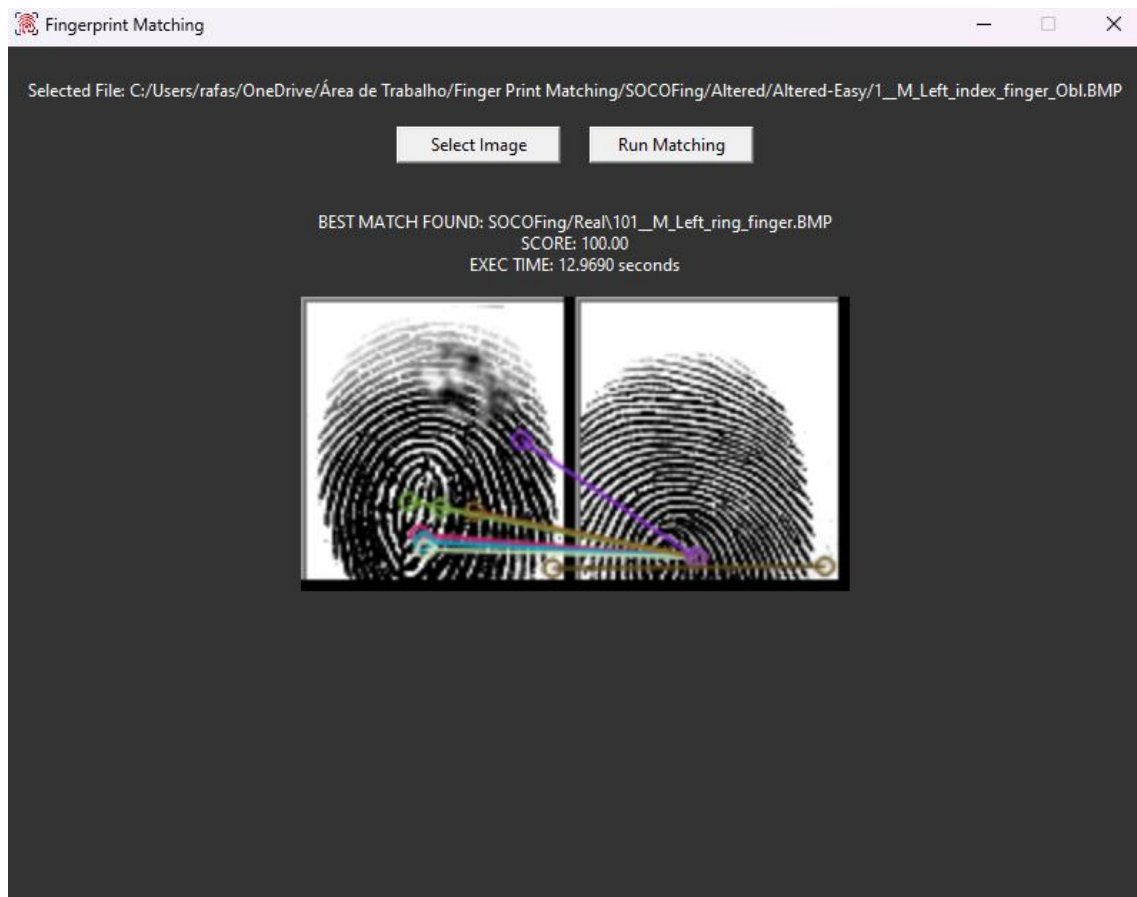 Fingerprint Matching
Selected File: C:/Users/rafas/OneDrive/Área de Trabalho/Finger Print Matching/SOCOFing/Altered/Altered-Easy/1__M_Left_index_finger_Obl.BMP
Select Image Run Matching
BEST MATCH FOUND: SOCOFing/Real\101__M_Left_ring_finger.BMP
SCORE: 100.00
EXEC TIME: 12.9690 seconds